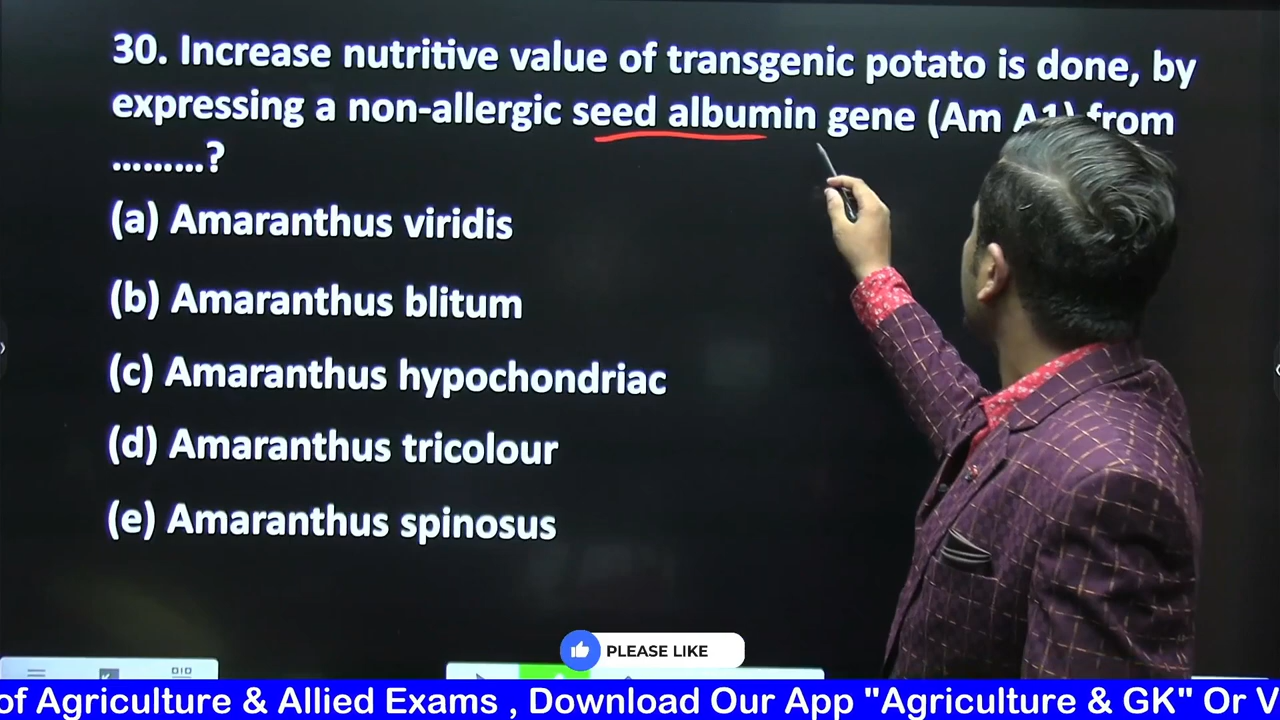 30. Increase nutritive value of transgenic potato is done, by
expressing a non-allergic seed albumin gene (Am A1) from
.........?
(a) Amaranthus viridis
(b) Amaranthus blitum
(c) Amaranthus hypochondriac
(d) Amaranthus tricolour
(e) Amaranthus spinosus
PLEASE LIKE
of Agriculture & Allied Exams , Download Our App "Agriculture & GK" Or V